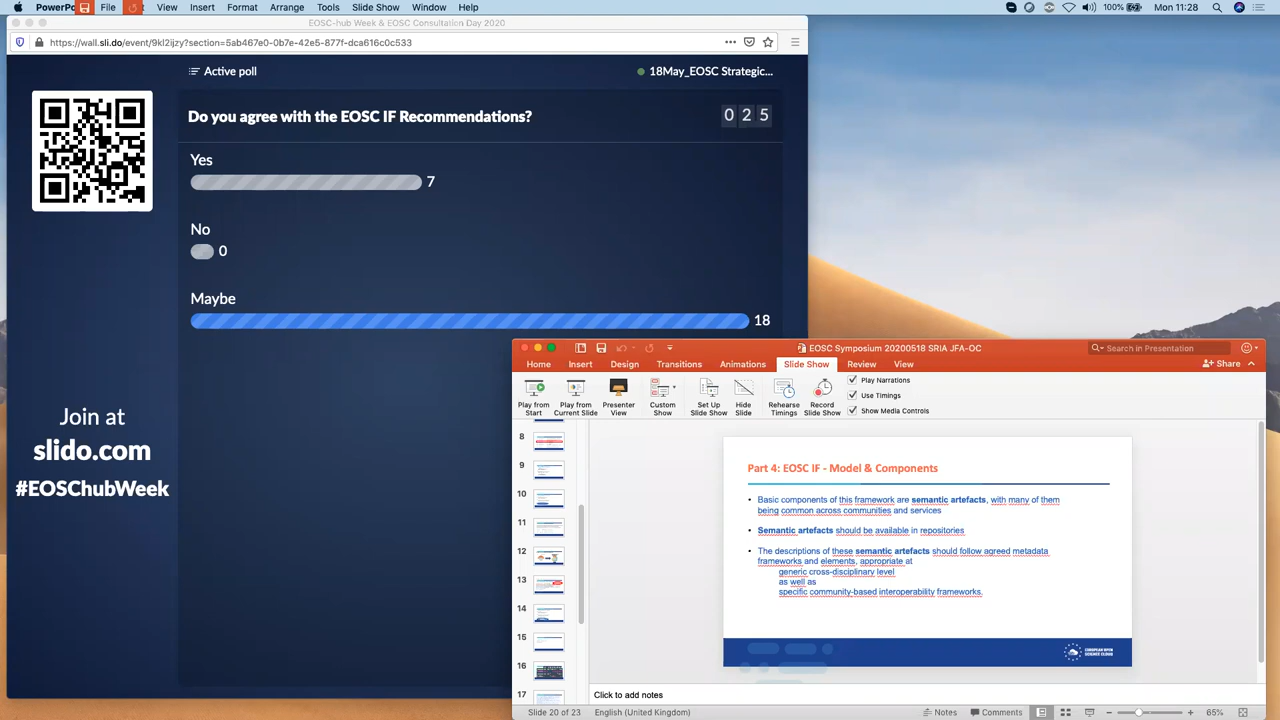 PowerPo File View Insert Format Arrange Tools Slide Show Window Help 100% Mon 11:28
EOSC-hub Week & EOSC Consultation Day 2020
https://wall.sli.do/event/9kl2ijzy?section=5ab467e0-0b7e-42e5-877f-dca616c0c533
Active poll
18May_EOSC Strategic...
Do you agree with the EOSC IF Recommendations?
0 2 5
Yes
7
No
0
Maybe
18
Join at
slido.com
#EOSChubWeek
EOSC Symposium 20200518 SRIA JFA-OC
Search in Presentation
Home Insert Design Transitions Animations Slide Show Review View
Share
Play from Start
Play from Current Slide
Presenter View
Custom Show
Set Up Slide Show
Hide Slide
Rehearse Timings
Record Slide Show
Play Narrations
Use Timings
Show Media Controls
8
9
10
11
12
13
14
15
16
17
Part 4: EOSC IF - Model & Components
• Basic components of this framework are semantic artefacts, with many of them
being common across communities and services
• Semantic artefacts should be available in repositories
• The descriptions of these semantic artefacts should follow agreed metadata
frameworks and elements, appropriate at
generic cross-disciplinary level
as well as
specific community-based interoperability frameworks.
EUROPEAN OPEN
SCIENCE CLOUD
Click to add notes
Slide 20 of 23 English (United Kingdom) Notes Comments 65%